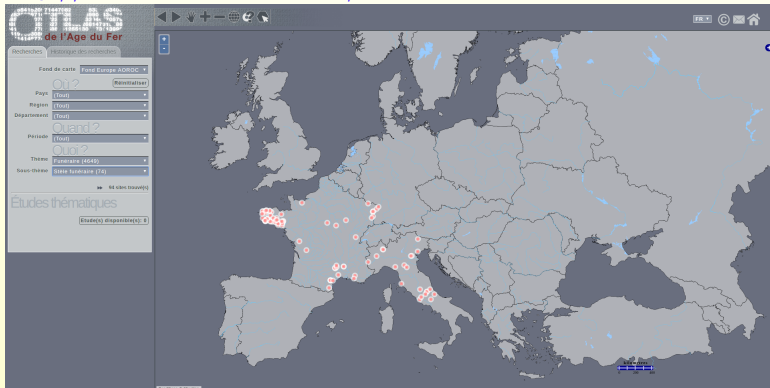 ATLAS
de l'Age du Fer
FR
Recherches
Historique des recherches
Fond de carte
Fond Europe AOROC
Où ?
Réinitialiser
Pays
(Tout)
Région
(Tout)
Département
(Tout)
Quand ?
Période
(Tout)
Quoi ?
Thème
Funéraire (4649)
Sous-thème
Stèle funéraire (74)
94 sites trouvé(s)
Études thématiques
Etude(s) disponible(s): 6
+
-